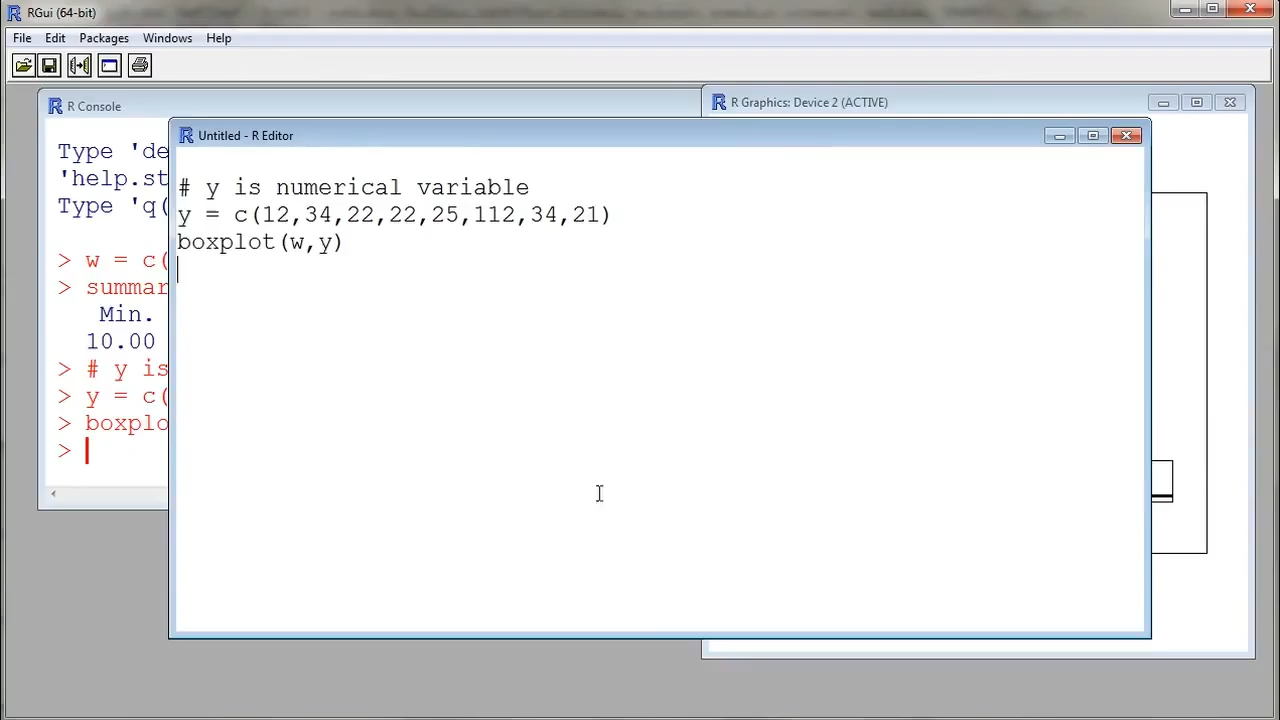 RGui (64-bit)
File Edit Packages Windows Help
R Console
R Graphics: Device 2 (ACTIVE)
Untitled - R Editor
Type 'de
'help.st
Type 'q(
> w = c(
> summar
Min.
10.00
> # y is
> y = c(
> boxplo
>
# y is numerical variable
y = c(12,34,22,22,25,112,34,21)
boxplot(w,y)